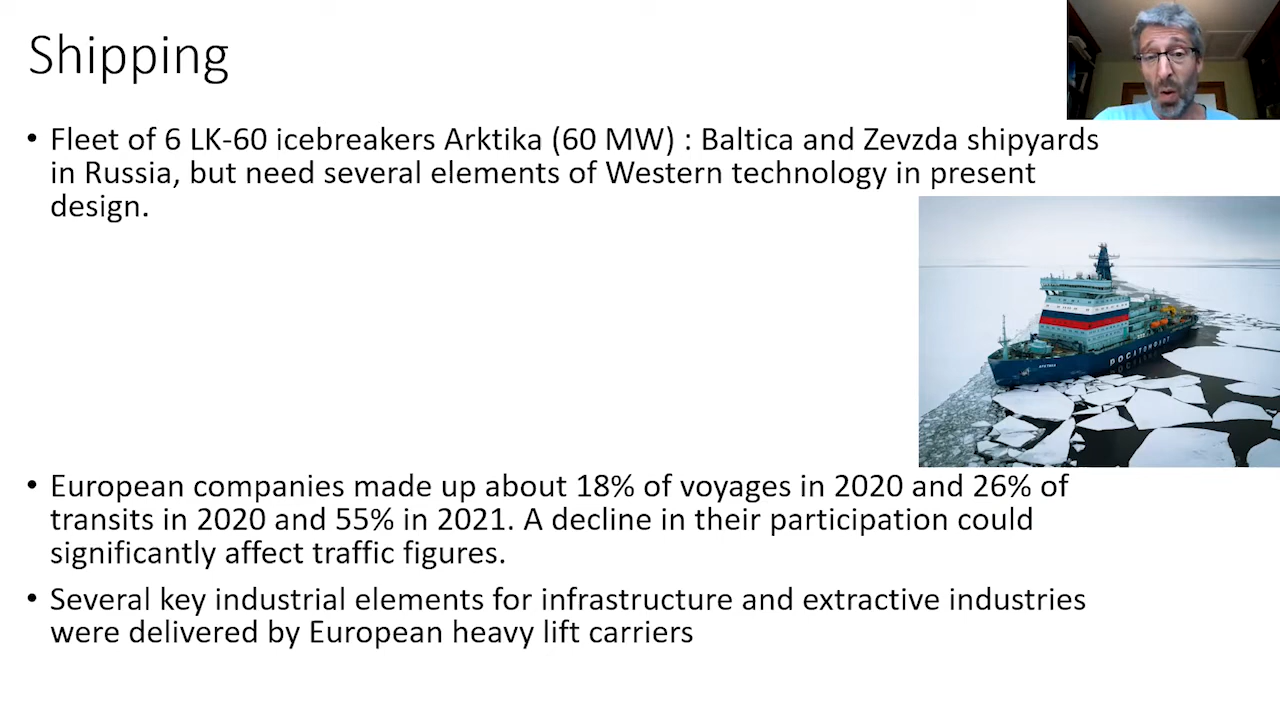 Shipping
• Fleet of 6 LK-60 icebreakers Arktika (60 MW) : Baltica and Zevzda shipyards
in Russia, but need several elements of Western technology in present
design.
РОСАТОМФЛОТ
АРКТИКА
• European companies made up about 18% of voyages in 2020 and 26% of
transits in 2020 and 55% in 2021. A decline in their participation could
significantly affect traffic figures.
• Several key industrial elements for infrastructure and extractive industries
were delivered by European heavy lift carriers